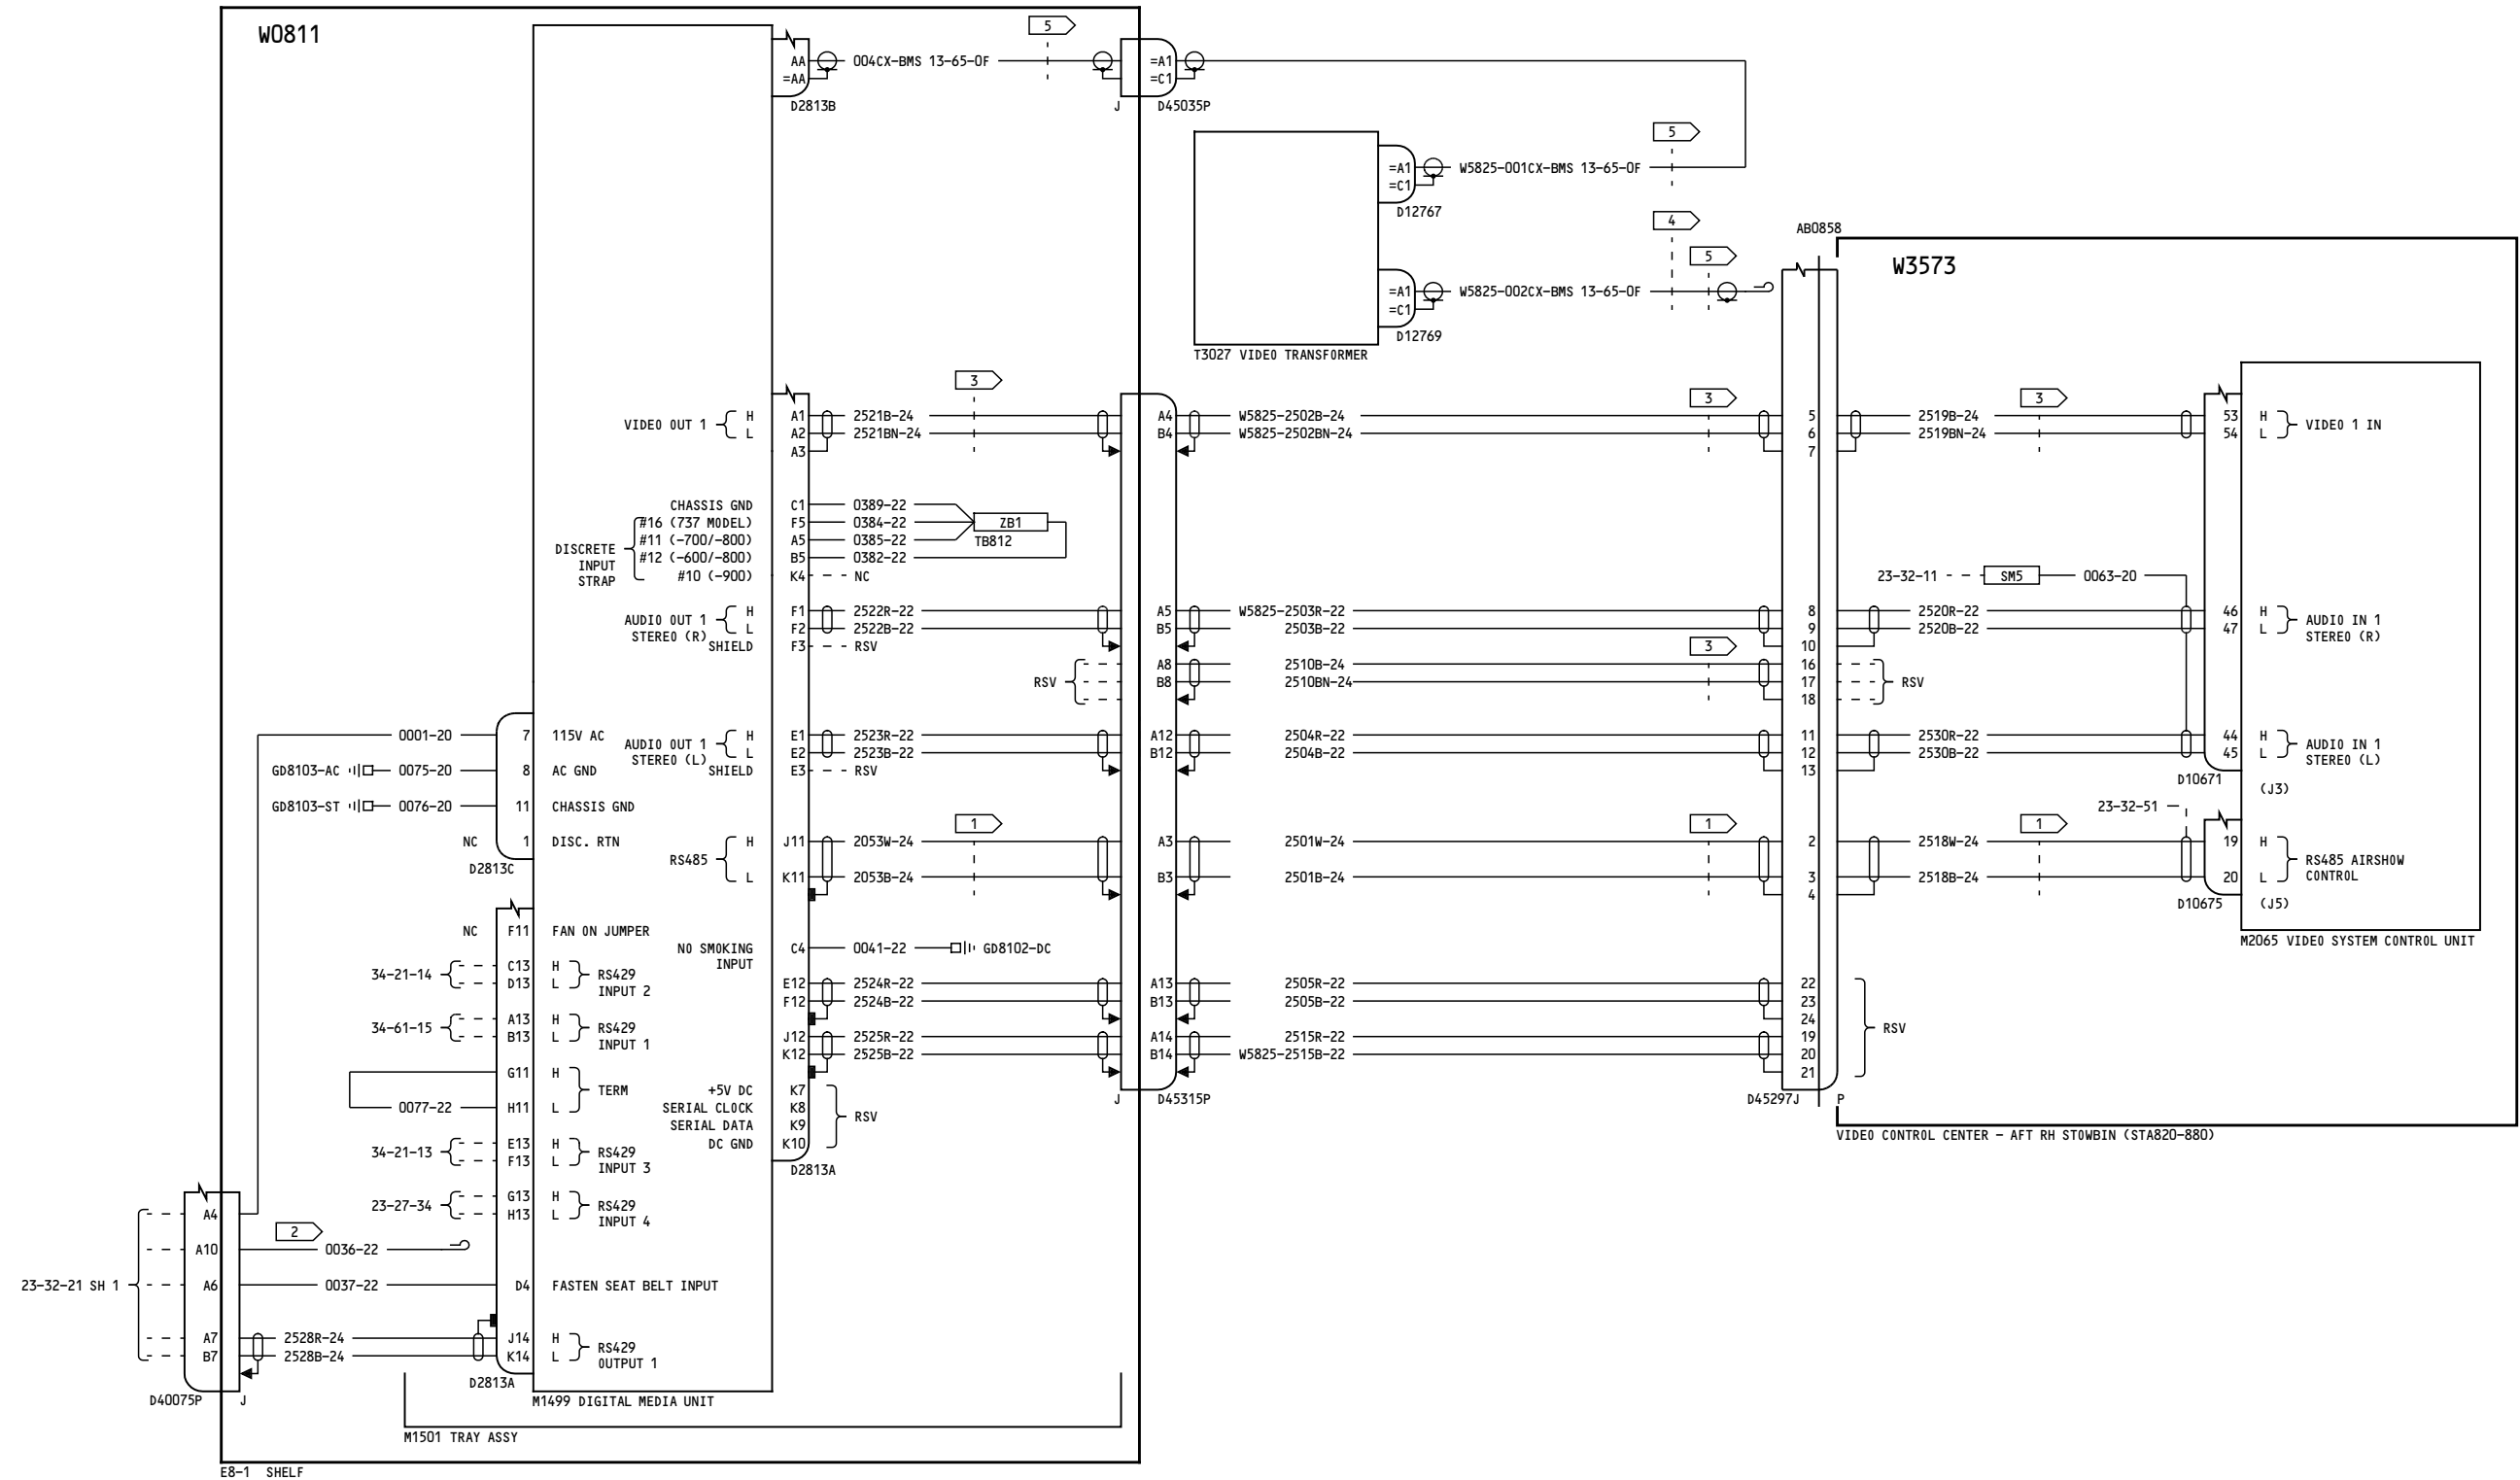 W0811
5
AA
=AA
004CX-BMS 13-65-0F
D2813B
=A1
=C1
J
D45035P
5
=A1
=C1
W5825-001CX-BMS 13-65-0F
D12767
4
5
=A1
=C1
W5825-002CX-BMS 13-65-0F
D12769
T3027 VIDEO TRANSFORMER
AB0858
W3573
3
3
3
VIDEO OUT 1
H
L
A1
A2
A3
2521B-24
2521BN-24
A4
B4
W5825-2502B-24
W5825-2502BN-24
5
6
7
2519B-24
2519BN-24
53
54
H
L
VIDEO 1 IN
DISCRETE
INPUT
STRAP
CHASSIS GND
#16 (737 MODEL)
#11 (-700/-800)
#12 (-600/-800)
#10 (-900)
C1
F5
A5
B5
K4
0389-22
0384-22
0385-22
0382-22
NC
ZB1
TB812
23-32-11
SM5
0063-20
AUDIO OUT 1
STEREO (R)
H
L
SHIELD
F1
F2
F3
2522R-22
2522B-22
RSV
A5
B5
W5825-2503R-22
2503B-22
8
9
10
2520R-22
2520B-22
46
47
H
L
AUDIO IN 1
STEREO (R)
RSV
A8
B8
2510B-24
2510BN-24
3
16
17
18
RSV
0001-20
7
115V AC
GD8103-AC
0075-20
8
AC GND
GD8103-ST
0076-20
11
CHASSIS GND
NC
1
DISC. RTN
D2813C
AUDIO OUT 1
STEREO (L)
H
L
SHIELD
E1
E2
E3
2523R-22
2523B-22
RSV
A12
B12
2504R-22
2504B-22
11
12
13
2530R-22
2530B-22
44
45
H
L
AUDIO IN 1
STEREO (L)
D10671
(J3)
23-32-51
1
1
1
RS485
H
L
J11
K11
2053W-24
2053B-24
A3
B3
2501W-24
2501B-24
2
3
4
2518W-24
2518B-24
19
20
H
L
RS485 AIRSHOW
CONTROL
D10675
(J5)
M2065 VIDEO SYSTEM CONTROL UNIT
NC
F11
FAN ON JUMPER
34-21-14
C13
D13
H
L
RS429
INPUT 2
34-61-15
A13
B13
H
L
RS429
INPUT 1
G11
H
TERM
0077-22
H11
L
34-21-13
E13
F13
H
L
RS429
INPUT 3
23-27-34
G13
H13
H
L
RS429
INPUT 4
NO SMOKING
INPUT
C4
0041-22
GD8102-DC
E12
F12
2524R-22
2524B-22
A13
B13
2505R-22
2505B-22
22
23
24
J12
K12
2525R-22
2525B-22
A14
B14
2515R-22
W5825-2515B-22
19
20
21
RSV
+5V DC
SERIAL CLOCK
SERIAL DATA
DC GND
K7
K8
K9
K10
RSV
D2813A
J
D45315P
D45297J
P
VIDEO CONTROL CENTER - AFT RH STOWBIN (STA820-880)
23-32-21 SH 1
A4
A10
A6
A7
B7
2
0036-22
0037-22
D4
FASTEN SEAT BELT INPUT
2528R-24
2528B-24
J14
K14
H
L
RS429
OUTPUT 1
D2813A
D40075P
J
M1499 DIGITAL MEDIA UNIT
M1501 TRAY ASSY
E8-1 SHELF